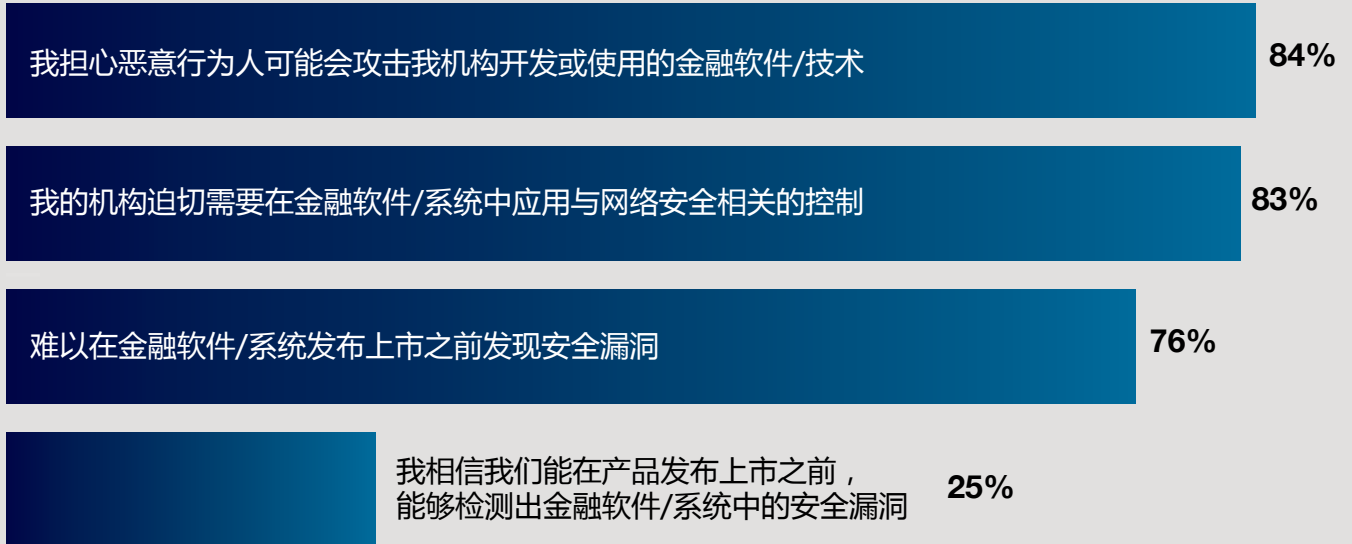 我担心恶意行为人可能会攻击我机构开发或使用的金融软件/技术
84%
我的机构迫切需要在金融软件/系统中应用与网络安全相关的控制
83%
难以在金融软件/系统发布上市之前发现安全漏洞
76%
我相信我们能在产品发布上市之前，
能够检测出金融软件/系统中的安全漏洞
25%